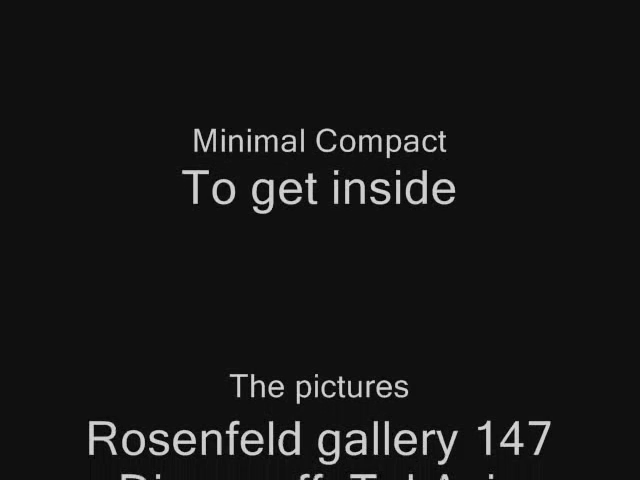 Minimal Compact
To get inside
The pictures
Rosenfeld gallery 147